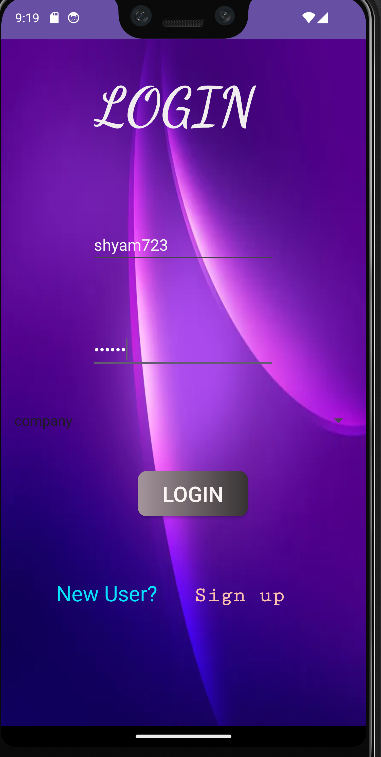 9:19
LOGIN
shyam723
••••••
company
LOGIN
New User? Sign up